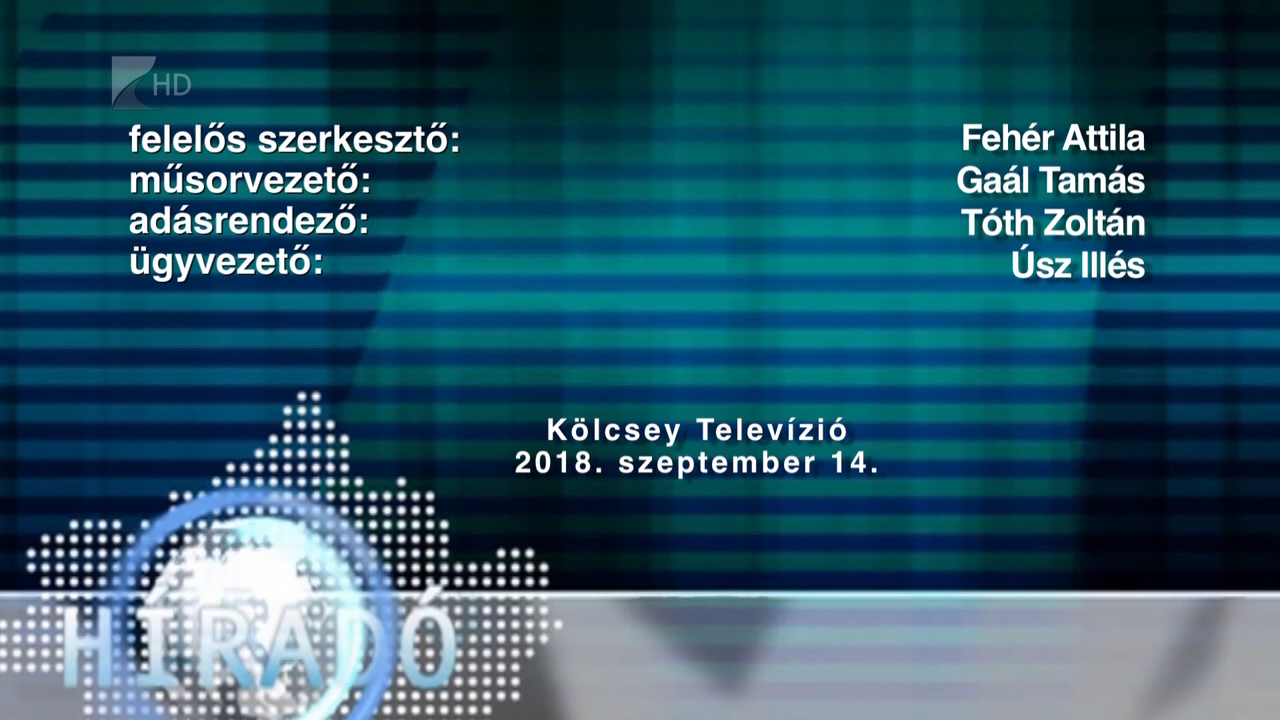 HD
felelős szerkesztő: Fehér Attila
műsorvezető: Gaál Tamás
adásrendező: Tóth Zoltán
ügyvezető: Úsz Illés
Kölcsey Televízió
2018. szeptember 14.
HÍRADÓ